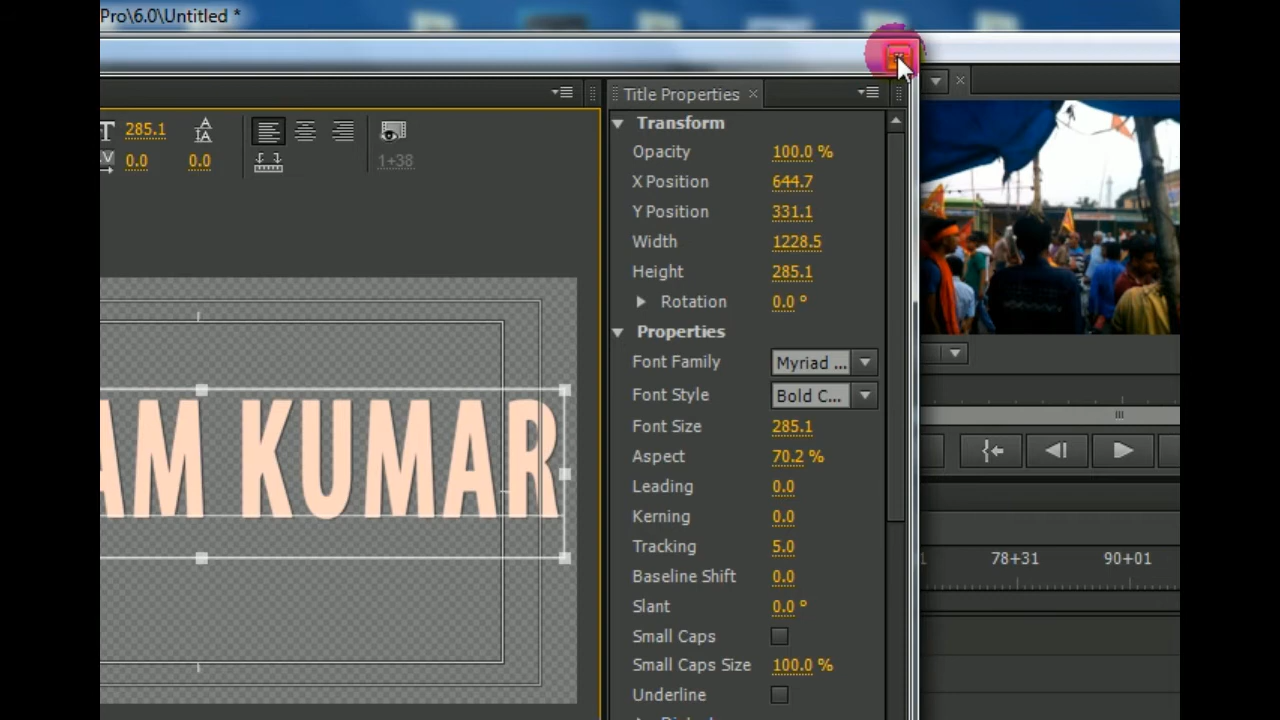 Pro\6.0\Untitled *
Title Properties
285.1
0.0 0.0
1+38
Transform
Opacity 100.0 %
X Position 644.7
Y Position 331.1
Width 1228.5
Height 285.1
Rotation 0.0 °
Properties
Font Family Myriad ...
Font Style Bold C...
Font Size 285.1
Aspect 70.2 %
Leading 0.0
Kerning 0.0
Tracking 5.0
Baseline Shift 0.0
Slant 0.0 °
Small Caps
Small Caps Size 100.0 %
Underline
AM KUMAR
78+31 90+01